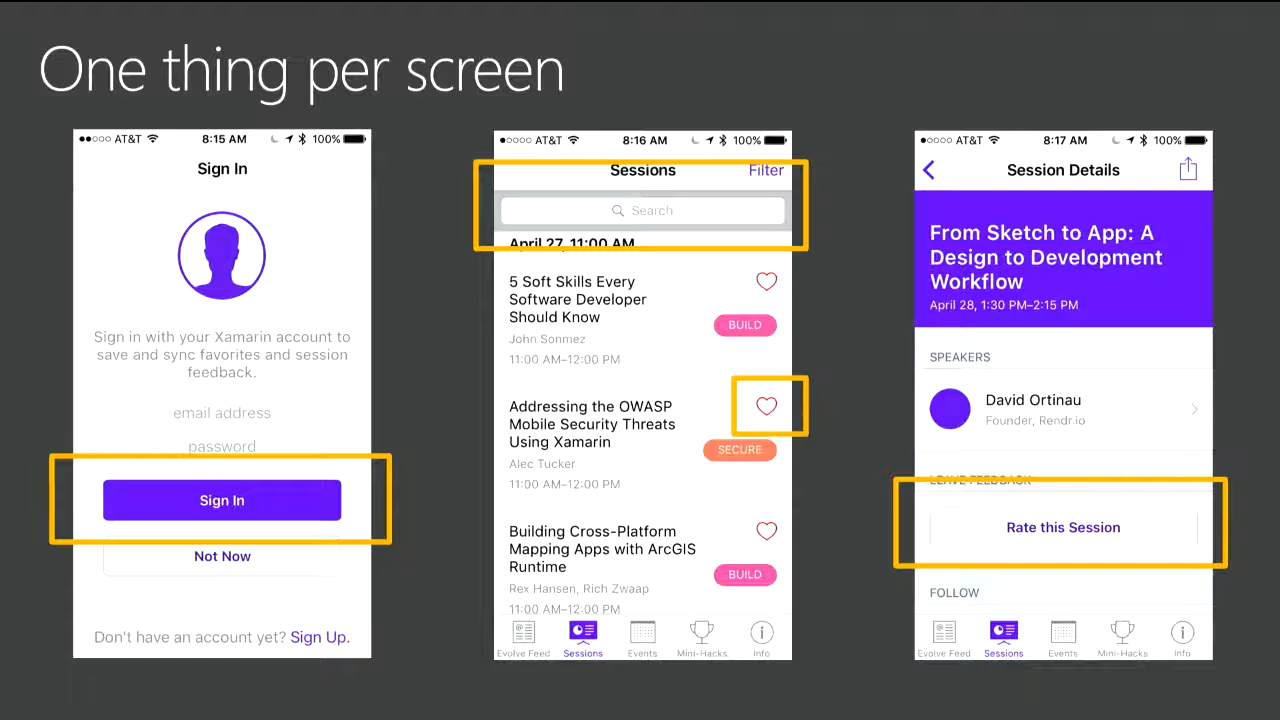 One thing per screen
AT&T 8:15 AM 100%
Sign In
Sign in with your Xamarin account to
save and sync favorites and session
feedback.
email address
password
Sign In
Not Now
Don't have an account yet? Sign Up.
AT&T 8:16 AM 100%
Sessions Filter
Search
April 27, 11:00 AM
5 Soft Skills Every
Software Developer
Should Know
BUILD
John Sonmez
11:00 AM–12:00 PM
Addressing the OWASP
Mobile Security Threats
Using Xamarin
SECURE
Alec Tucker
11:00 AM–12:00 PM
Building Cross-Platform
Mapping Apps with ArcGIS
Runtime
BUILD
Rex Hansen, Rich Zwaap
11:00 AM–12:00 PM
Evolve Feed Sessions Events Mini-Hacks Info
AT&T 8:17 AM 100%
Session Details
From Sketch to App: A
Design to Development
Workflow
April 28, 1:30 PM–2:15 PM
SPEAKERS
David Ortinau
Founder, Rendr.io
LEAVE FEEDBACK
Rate this Session
FOLLOW
Evolve Feed Sessions Events Mini-Hacks Info